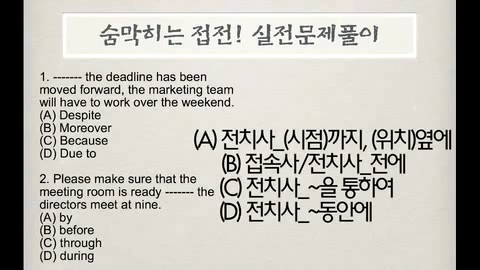 숨막히는 접전! 실전문제풀이
1. ------- the deadline has been
moved forward, the marketing team
will have to work over the weekend.
(A) Despite
(B) Moreover
(C) Because
(D) Due to
2. Please make sure that the
meeting room is ready ------- the
directors meet at nine.
(A) by
(B) before
(C) through
(D) during
(A) 전치사_(시점)까지, (위치)옆에
(B) 접속사/전치사_전에
(C) 전치사_~을 통하여
(D) 전치사_~동안에